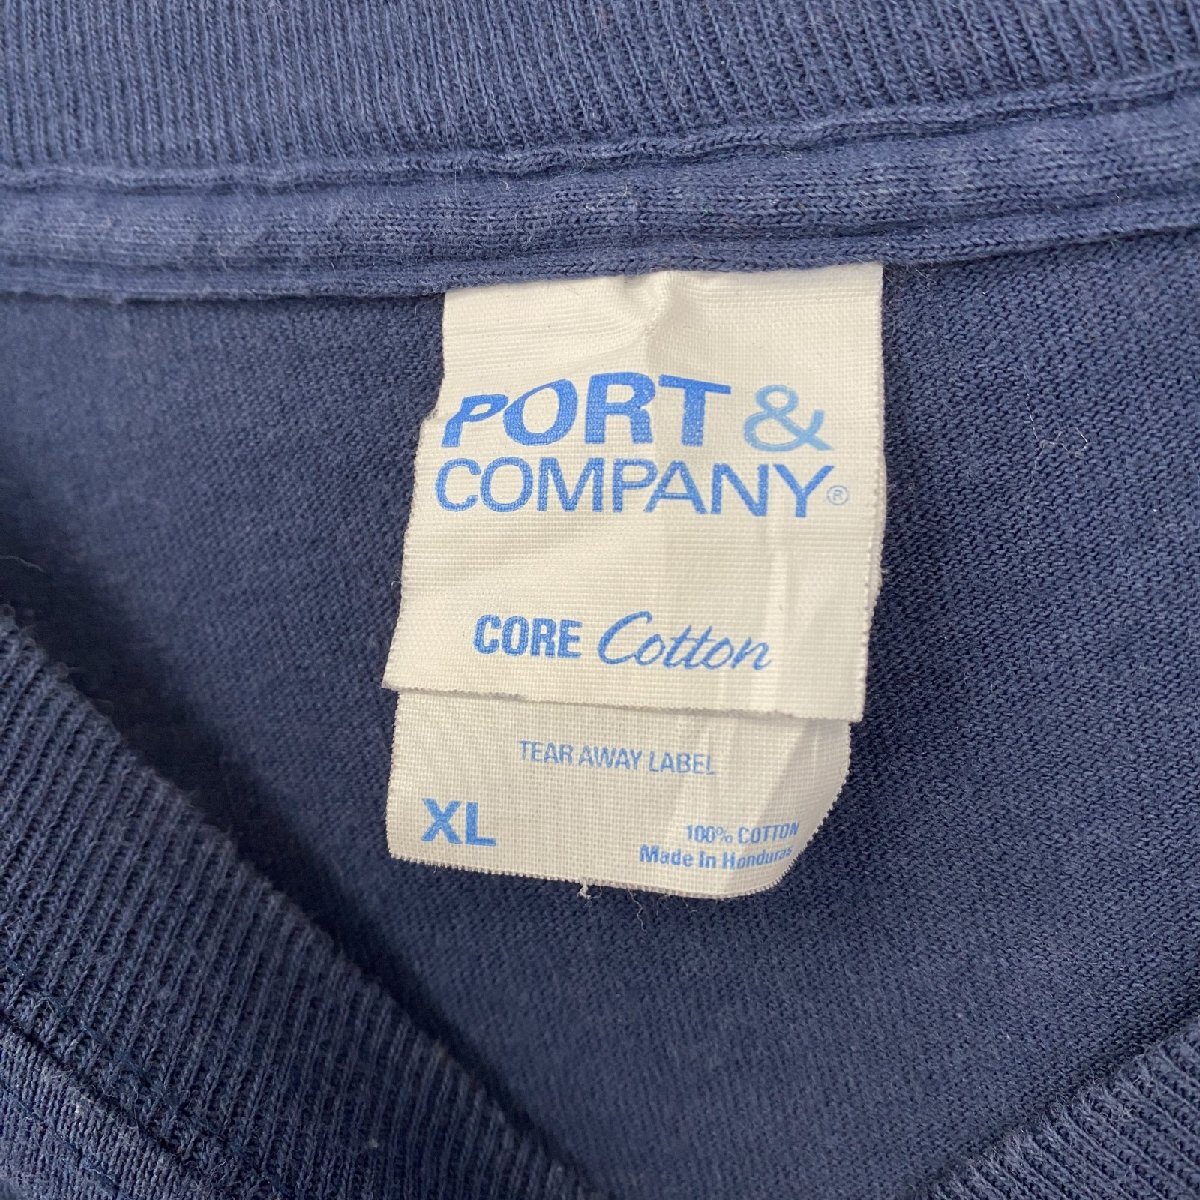 PORT &
COMPANY®
CORE Cotton
TEAR AWAY LABEL
XL
100% COTTON
Made In Honduras